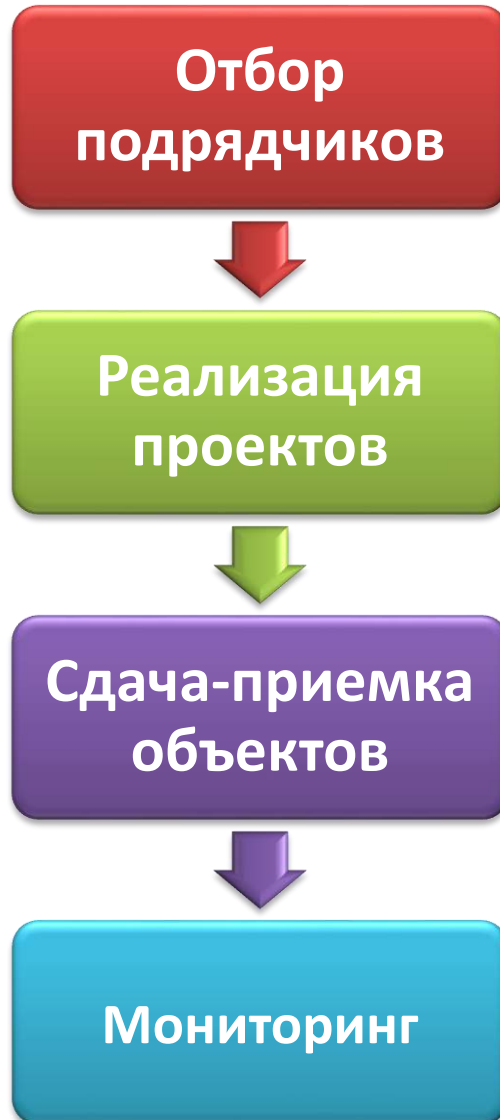 Отбор
подрядчиков
Реализация
проектов
Сдача-приемка
объектов
Мониторинг